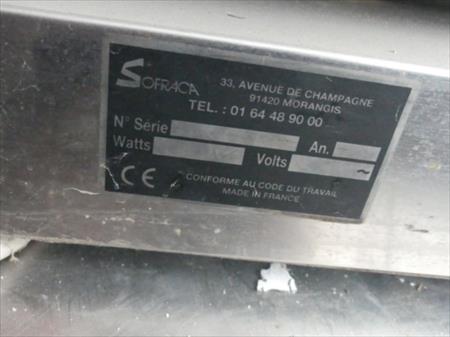 SOFRACA
33, AVENUE DE CHAMPAGNE
91420 MORANGIS
TEL. : 01 64 48 90 00
N° Série An.
Watts Volts ~
CE CONFORME AU CODE DU TRAVAIL
MADE IN FRANCE